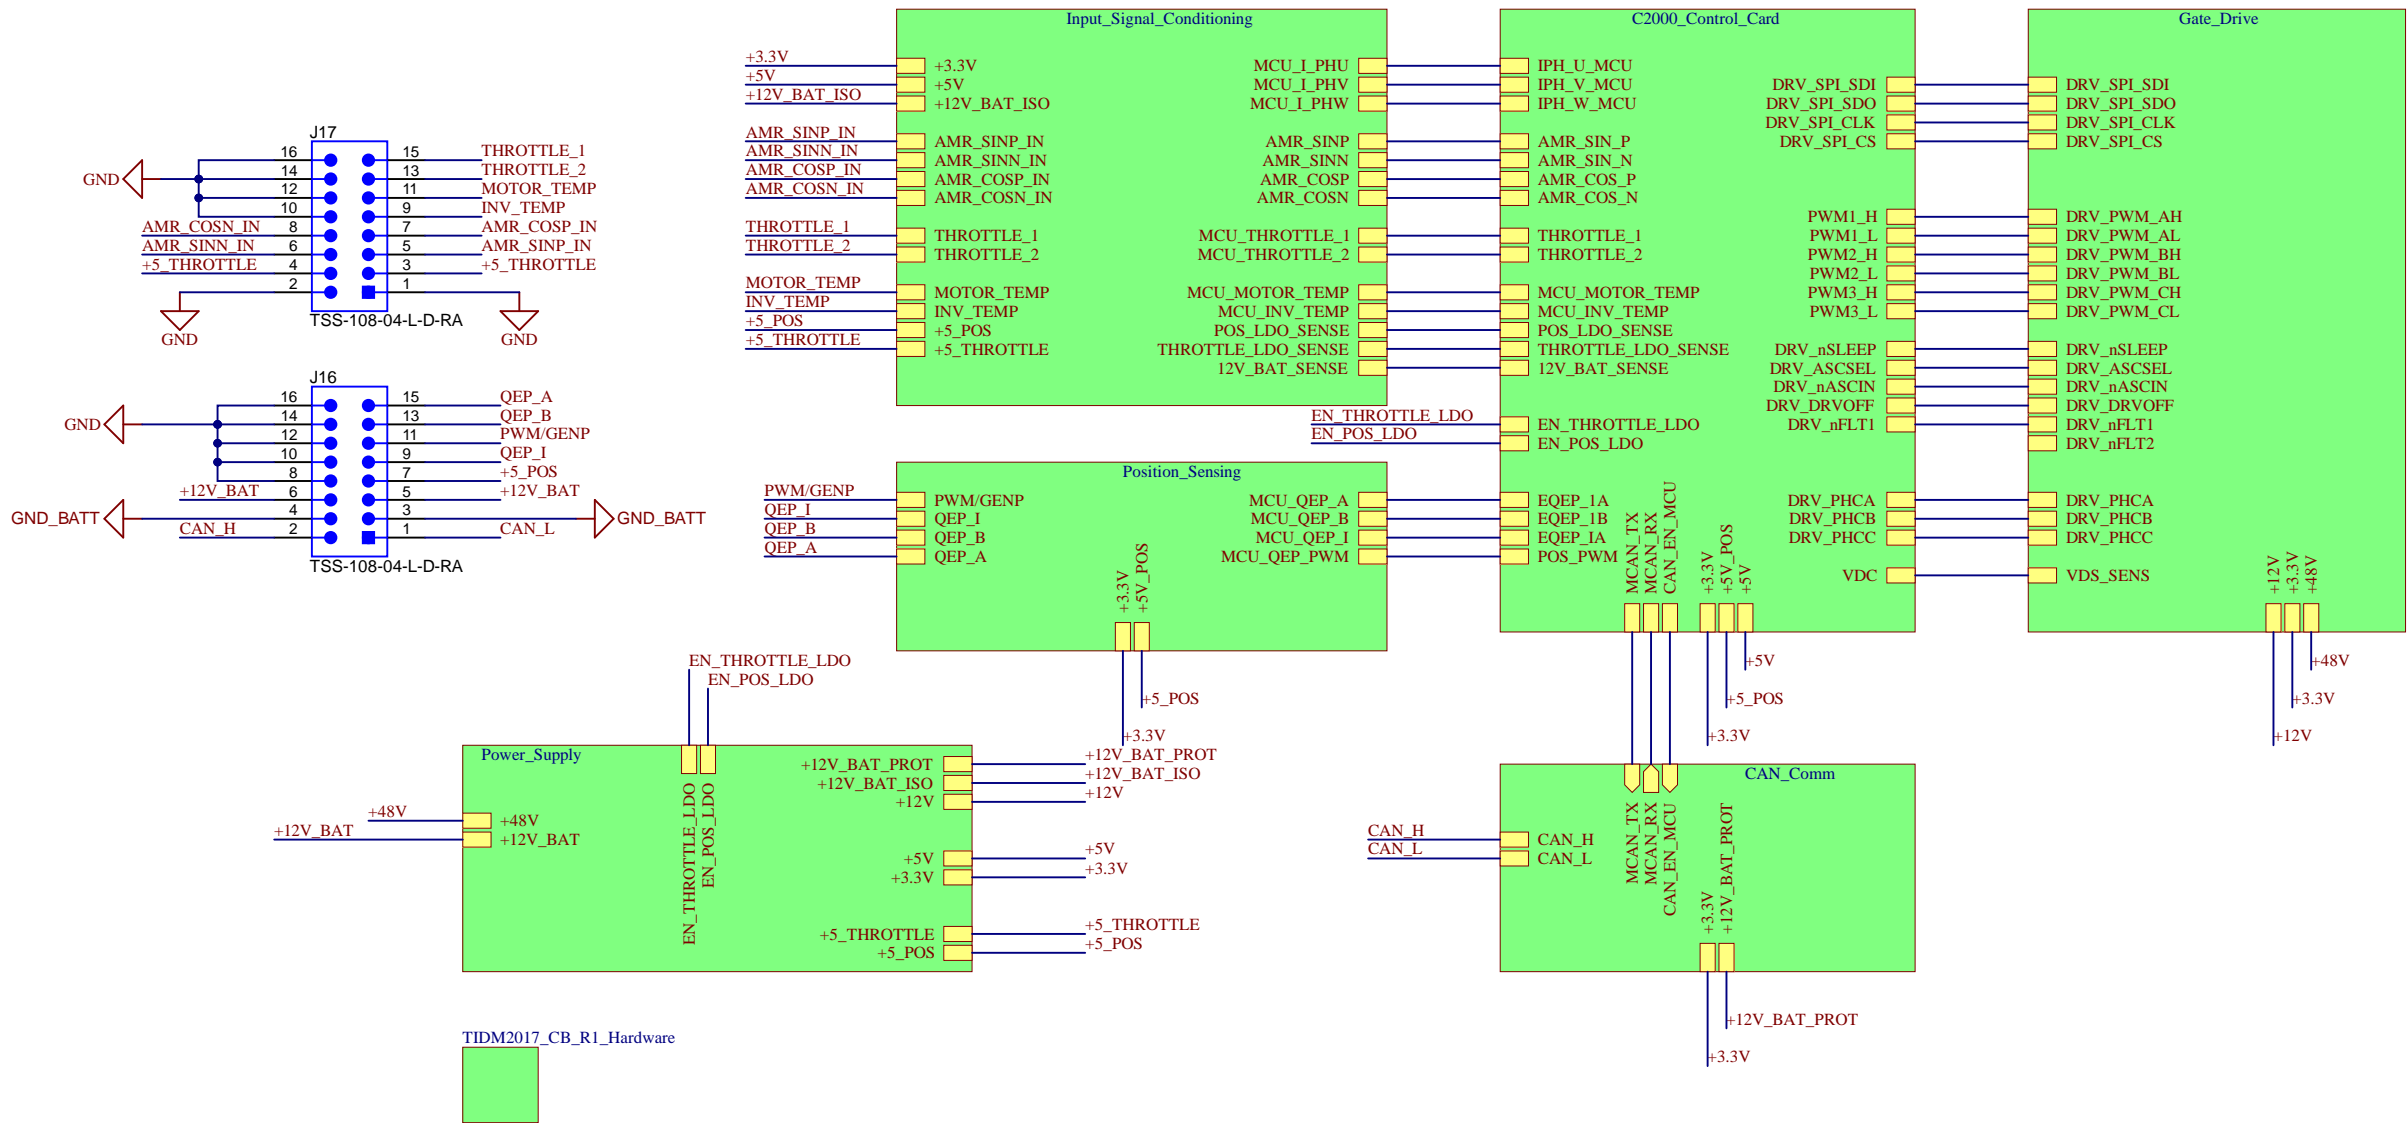 J17
16
14
12
10
8
6
4
2
15
13
11
9
7
5
3
1
GND
AMR_COSN_IN
AMR_SINN_IN
+5_THROTTLE
GND
THROTTLE_1
THROTTLE_2
MOTOR_TEMP
INV_TEMP
AMR_COSP_IN
AMR_SINP_IN
+5_THROTTLE
GND
TSS-108-04-L-D-RA
J16
16
14
12
10
8
6
4
2
15
13
11
9
7
5
3
1
GND
+12V_BAT
GND_BATT
CAN_H
QEP_A
QEP_B
PWM/GENP
QEP_I
+5_POS
+12V_BAT
GND_BATT
CAN_L
TSS-108-04-L-D-RA
Input_Signal_Conditioning
+3.3V
+5V
+12V_BAT_ISO
AMR_SINP_IN
AMR_SINN_IN
AMR_COSP_IN
AMR_COSN_IN
THROTTLE_1
THROTTLE_2
MOTOR_TEMP
INV_TEMP
+5_POS
+5_THROTTLE
+3.3V
+5V
+12V_BAT_ISO
AMR_SINP_IN
AMR_SINN_IN
AMR_COSP_IN
AMR_COSN_IN
THROTTLE_1
THROTTLE_2
MOTOR_TEMP
INV_TEMP
+5_POS
+5_THROTTLE
MCU_I_PHU
MCU_I_PHV
MCU_I_PHW
AMR_SINP
AMR_SINN
AMR_COSP
AMR_COSN
MCU_THROTTLE_1
MCU_THROTTLE_2
MCU_MOTOR_TEMP
MCU_INV_TEMP
POS_LDO_SENSE
THROTTLE_LDO_SENSE
12V_BAT_SENSE
C2000_Control_Card
IPH_U_MCU
IPH_V_MCU
IPH_W_MCU
AMR_SIN_P
AMR_SIN_N
AMR_COS_P
AMR_COS_N
THROTTLE_1
THROTTLE_2
MCU_MOTOR_TEMP
MCU_INV_TEMP
POS_LDO_SENSE
THROTTLE_LDO_SENSE
12V_BAT_SENSE
EN_THROTTLE_LDO
EN_POS_LDO
EN_THROTTLE_LDO
EN_POS_LDO
EQEP_1A
EQEP_1B
EQEP_IA
POS_PWM
MCAN_TX
MCAN_RX
CAN_EN_MCU
+3.3V
+5V_POS
+5V
DRV_SPI_SDI
DRV_SPI_SDO
DRV_SPI_CLK
DRV_SPI_CS
PWM1_H
PWM1_L
PWM2_H
PWM2_L
PWM3_H
PWM3_L
DRV_nSLEEP
DRV_ASCSEL
DRV_nASCIN
DRV_DRVOFF
DRV_nFLT1
DRV_PHCA
DRV_PHCB
DRV_PHCC
VDC
+5V
+5_POS
+3.3V
Gate_Drive
DRV_SPI_SDI
DRV_SPI_SDO
DRV_SPI_CLK
DRV_SPI_CS
DRV_PWM_AH
DRV_PWM_AL
DRV_PWM_BH
DRV_PWM_BL
DRV_PWM_CH
DRV_PWM_CL
DRV_nSLEEP
DRV_ASCSEL
DRV_nASCIN
DRV_DRVOFF
DRV_nFLT1
DRV_nFLT2
DRV_PHCA
DRV_PHCB
DRV_PHCC
VDS_SENS
+12V
+3.3V
+48V
+48V
+3.3V
+12V
Position_Sensing
PWM/GENP
QEP_I
QEP_B
QEP_A
PWM/GENP
QEP_I
QEP_B
QEP_A
MCU_QEP_A
MCU_QEP_B
MCU_QEP_I
MCU_QEP_PWM
+3.3V
+5V_POS
+5_POS
+3.3V
EN_THROTTLE_LDO
EN_POS_LDO
Power_Supply
+48V
+12V_BAT
+48V
+12V_BAT
EN_THROTTLE_LDO
EN_POS_LDO
+12V_BAT_PROT
+12V_BAT_ISO
+12V
+5V
+3.3V
+5_THROTTLE
+5_POS
+12V_BAT_PROT
+12V_BAT_ISO
+12V
+5V
+3.3V
+5_THROTTLE
+5_POS
CAN_Comm
CAN_H
CAN_L
CAN_H
CAN_L
MCAN_TX
MCAN_RX
CAN_EN_MCU
+3.3V
+12V_BAT_PROT
+12V_BAT_PROT
+3.3V
TIDM2017_CB_R1_Hardware